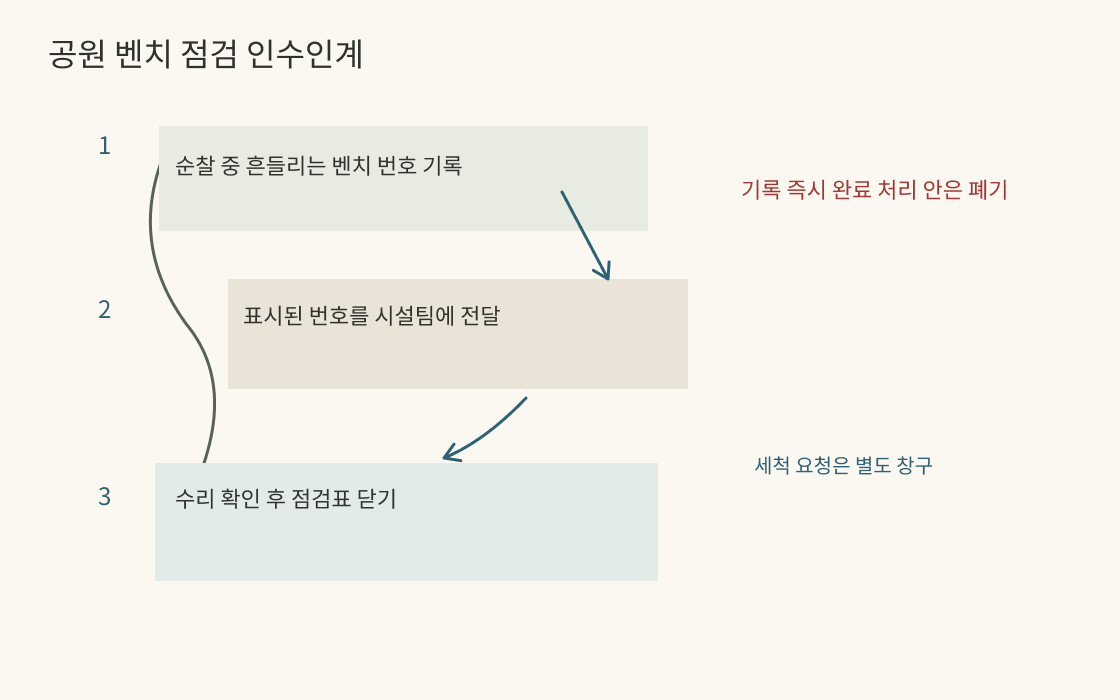 공원 벤치 점검 인수인계
1
순찰 중 흔들리는 벤치 번호 기록
기록 즉시 완료 처리 안은 폐기
2
표시된 번호를 시설팀에 전달
세척 요청은 별도 창구
3
수리 확인 후 점검표 닫기